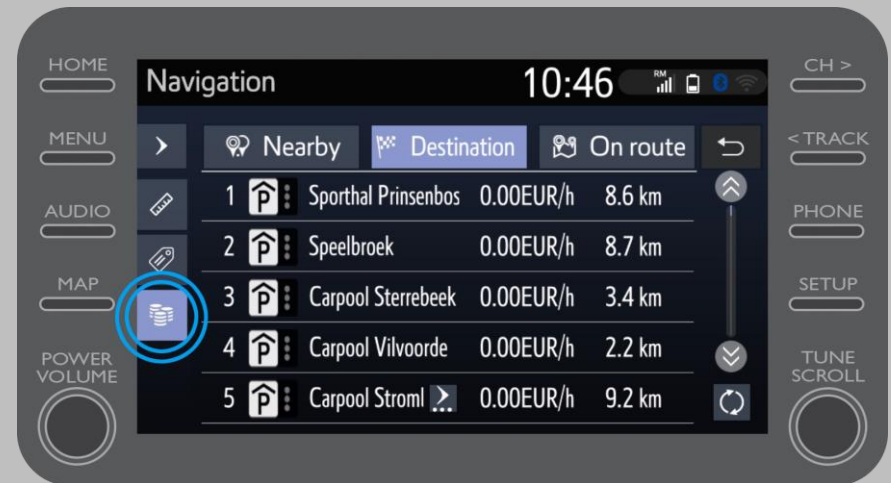 HOME
MENU
AUDIO
MAP
POWER
VOLUME
Navigation 10:46 RM
Nearby Destination On route
1 P Sporthal Prinsenbos 0.00EUR/h 8.6 km
2 P Speelbroek 0.00EUR/h 8.7 km
3 P Carpool Sterrebeek 0.00EUR/h 3.4 km
4 P Carpool Vilvoorde 0.00EUR/h 2.2 km
5 P Carpool Stroml 0.00EUR/h 9.2 km
CH >
< TRACK
PHONE
SETUP
TUNE
SCROLL